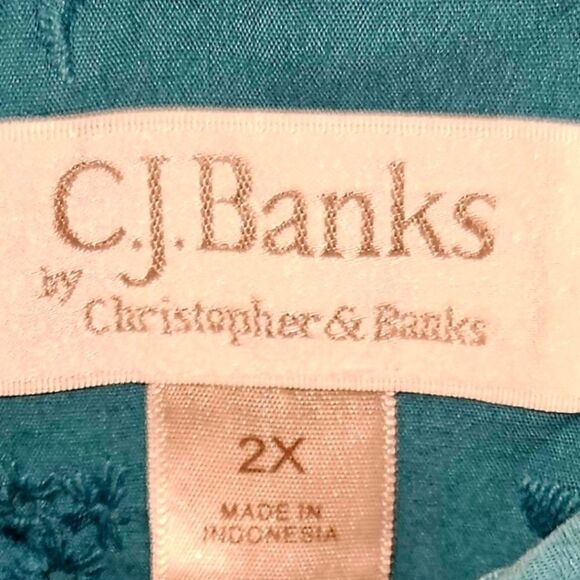 C.J.Banks
by
Christopher & Banks
2X
MADE IN
INDONESIA